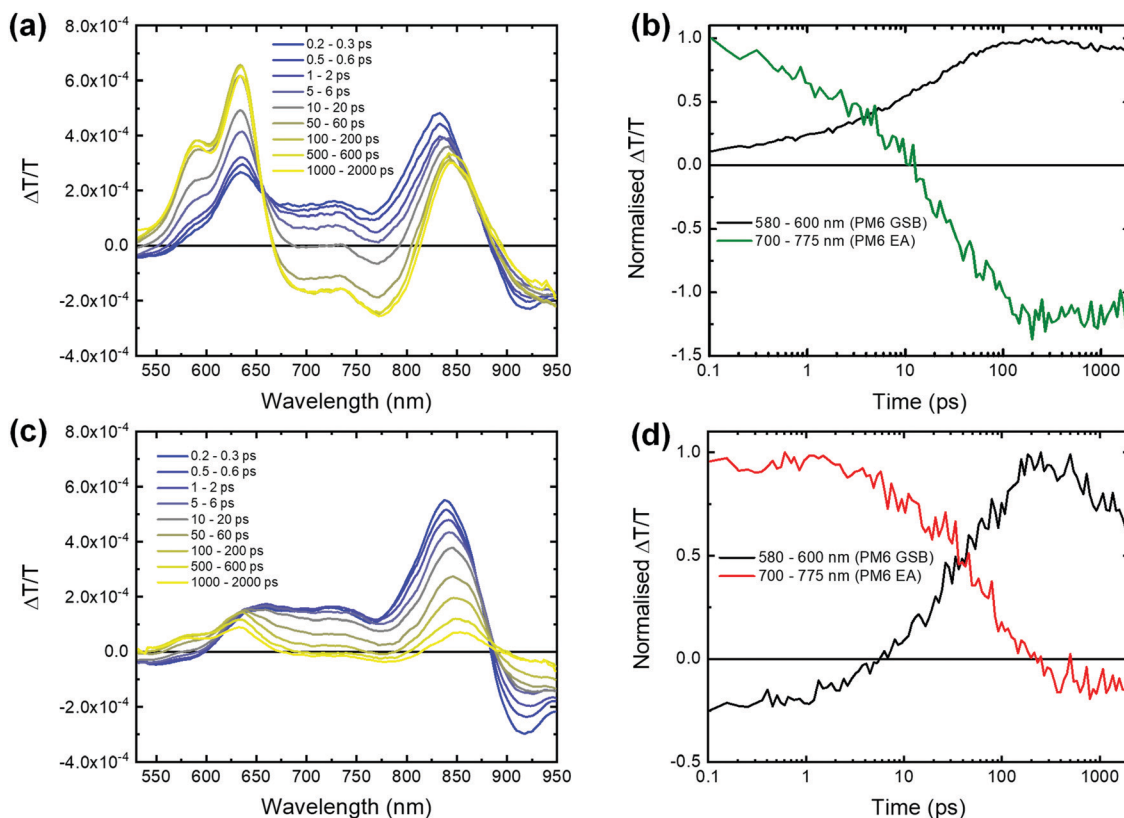 (a)
8.0x10⁻⁴
6.0x10⁻⁴
4.0x10⁻⁴
2.0x10⁻⁴
0.0
-2.0x10⁻⁴
-4.0x10⁻⁴
ΔT/T
0.2 - 0.3 ps
0.5 - 0.6 ps
1 - 2 ps
5 - 6 ps
10 - 20 ps
50 - 60 ps
100 - 200 ps
500 - 600 ps
1000 - 2000 ps
550 600 650 700 750 800 850 900 950
Wavelength (nm)
(b)
1.0
0.5
0.0
-0.5
-1.0
-1.5
Normalised ΔT/T
580 - 600 nm (PM6 GSB)
700 - 775 nm (PM6 EA)
0.1 1 10 100 1000
Time (ps)
(c)
8.0x10⁻⁴
6.0x10⁻⁴
4.0x10⁻⁴
2.0x10⁻⁴
0.0
-2.0x10⁻⁴
-4.0x10⁻⁴
ΔT/T
0.2 - 0.3 ps
0.5 - 0.6 ps
1 - 2 ps
5 - 6 ps
10 - 20 ps
50 - 60 ps
100 - 200 ps
500 - 600 ps
1000 - 2000 ps
550 600 650 700 750 800 850 900 950
Wavelength (nm)
(d)
1.0
0.5
0.0
-0.5
Normalised ΔT/T
580 - 600 nm (PM6 GSB)
700 - 775 nm (PM6 EA)
0.1 1 10 100 1000
Time (ps)